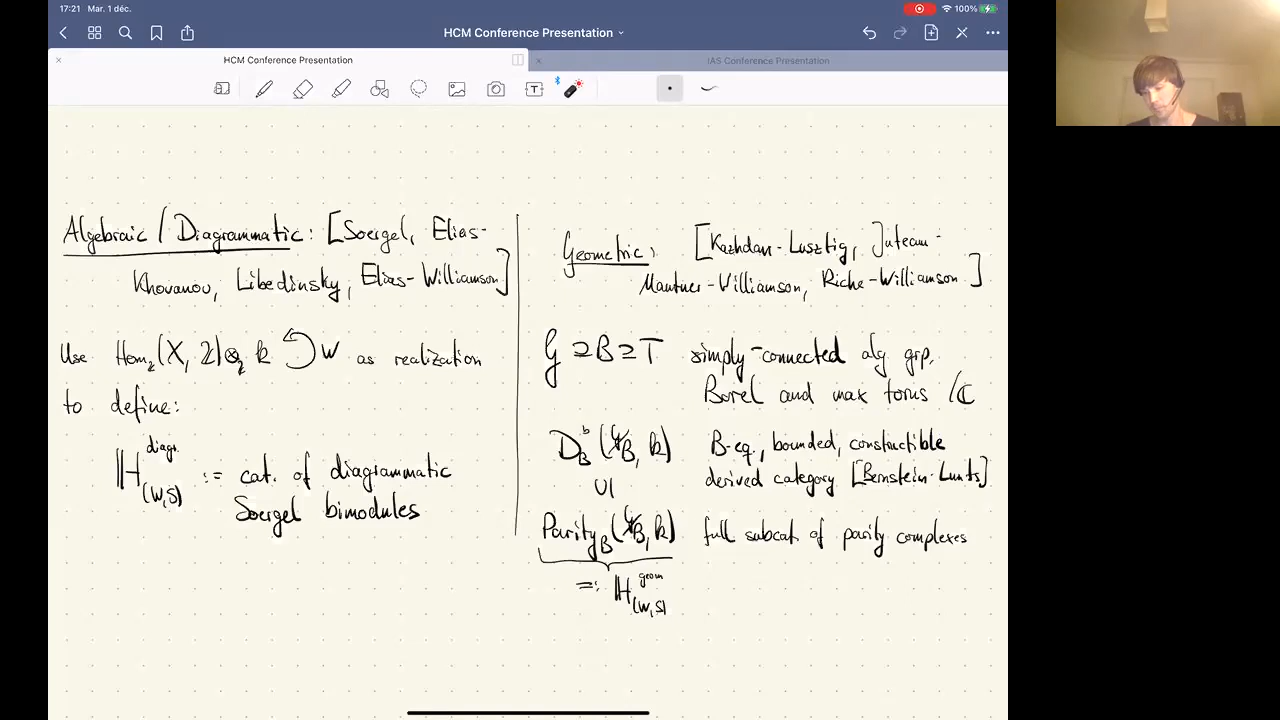 17:21 Mar. 1 déc.
100%
HCM Conference Presentation
HCM Conference Presentation
IAS Conference Presentation
Algebraic / Diagrammatic: [Soergel, Elias-
Khovanov, Libedinsky, Elias-Williamson]
Use Hom_Z(X, Z) ⊗_Z k ↺ W as realization
to define:
H^{diagr.}_{(W,S)} := cat. of diagrammatic
Soergel bimodules
Geometric: [Kazhdan-Lusztig, Juteau-
Mautner-Williamson, Riche-Williamson]
G ⊇ B ⊇ T simply-connected alg grp.
Borel and max torus /ℂ
D^b_B(G/B, k) B-eq., bounded, constructible
∪| derived category [Bernstein-Lunts]
Parity_B(G/B, k) full subcat of parity complexes
=: H^{geom}_{(W,S)}